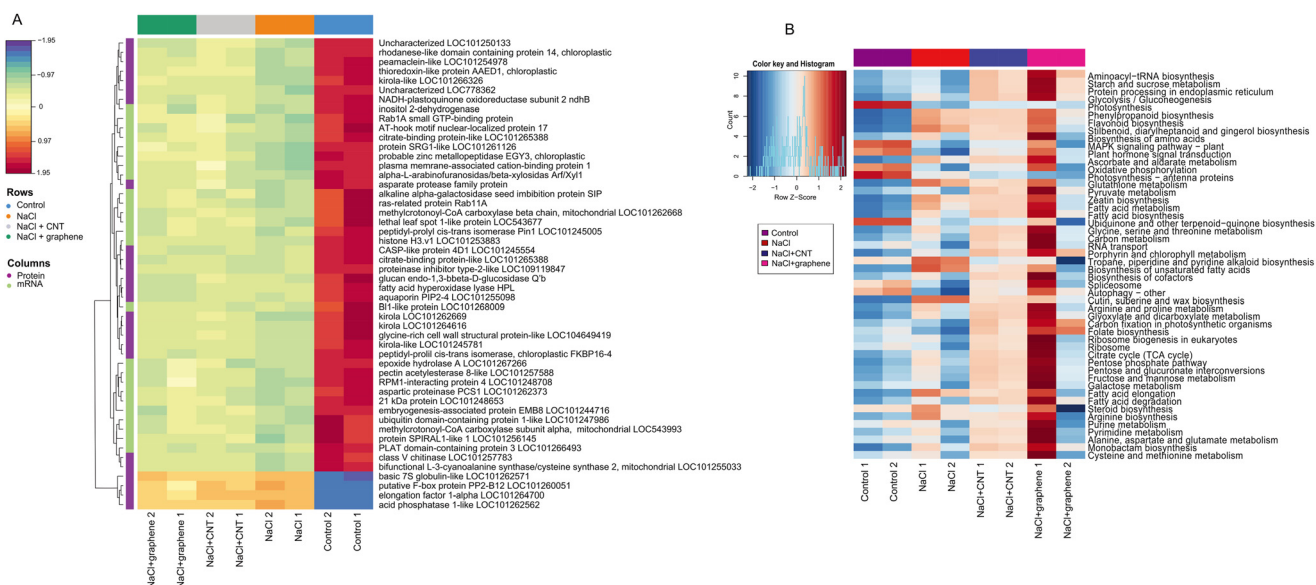 A
-1.95
-0.97
0
0.97
1.95
Rows
Control
NaCl
NaCl + CNT
NaCl + graphene
Columns
Protein
mRNA
Uncharacterized LOC101250133
rhodanese-like domain containing protein 14, chloroplastic
peamaclein-like LOC101254978
thioredoxin-like protein AAED1, chloroplastic
kirola-like LOC101266326
Uncharacterized LOC778362
NADH-plastoquinone oxidoreductase subunit 2 ndhB
inositol 2-dehydrogenase
Rab1A small GTP-binding protein
AT-hook motif nuclear-localized protein 17
citrate-binding protein-like LOC101265388
protein SRG1-like LOC101261126
probable zinc metallopeptidase EGY3, chloroplastic
plasma memrane-associated cation-binding protein 1
alpha-L-arabinofuranosidas/beta-xylosidas Arf/Xyl1
asparate protease family protein
alkaline alpha-galactosidase seed imbibition protein SIP
ras-related protein Rab11A
methylcrotonoyl-CoA carboxylase beta chain, mitochondrial LOC101262668
lethal leaf spot 1-like protein LOC543677
peptidyl-prolyl cis-trans isomerase Pin1 LOC101245005
histone H3.v1 LOC101253883
CASP-like protein 4D1 LOC101245554
citrate-binding protein-like LOC101265388
proteinase inhibitor type-2-like LOC109119847
glucan endo-1,3-bbeta-D-glucosidase Q'b
fatty acid hyperoxidase lyase HPL
aquaporin PIP2-4 LOC101255098
BI1-like protein LOC101268009
kirola LOC101262669
kirola LOC101264616
glycine-rich cell wall structural protein-like LOC104649419
kirola-like LOC101245781
peptidyl-prolil cis-trans isomerase, chloroplastic FKBP16-4
epoxide hydrolase A LOC101267266
pectin acetylesterase 8-like LOC101257588
RPM1-interacting protein 4 LOC101248708
aspartic proteinase PCS1 LOC101262373
21 kDa protein LOC101248653
embryogenesis-associated protein EMB8 LOC101244716
ubiquitin domain-containing protein 1-like LOC101247986
methylcrotonoyl-CoA carboxylase subunit alpha, mitochondrial LOC543993
protein SPIRAL1-like 1 LOC101256145
PLAT domain-containing protein 3 LOC101266493
class V chitinase LOC101257783
bifunctional L-3-cyanoalanine synthase/cysteine synthase 2, mitochondrial LOC101255033
basic 7S globulin-like LOC101262571
putative F-box protein PP2-B12 LOC101260051
elongation factor 1-alpha LOC101264700
acid phosphatase 1-like LOC101262562
NaCl+graphene 2
NaCl+graphene 1
NaCl+CNT 2
NaCl+CNT 1
NaCl 2
NaCl 1
Control 2
Control 1
B
Color key and Histogram
Count
0 2 4 6 8 10
-2 -1 0 1 2
Row Z-Score
Control
NaCl
NaCl+CNT
NaCl+graphene
Aminoacyl-tRNA biosynthesis
Starch and sucrose metabolism
Protein processing in endoplasmic reticulum
Glycolysis / Gluconeogenesis
Photosynthesis
Phenylpropanoid biosynthesis
Flavonoid biosynthesis
Stilbenoid, diarylheptanoid and gingerol biosynthesis
Biosynthesis of amino acids
MAPK signaling pathway - plant
Plant hormone signal transduction
Ascorbate and aldarate metabolism
Oxidative phosphorylation
Photosynthesis - antenna proteins
Glutathione metabolism
Pyruvate metabolism
Zeatin biosynthesis
Fatty acid metabolism
Fatty acid biosynthesis
Ubiquinone and other terpenoid-quinone biosynthesis
Glycine, serine and threonine metabolism
Carbon metabolism
RNA transport
Porphyrin and chlorophyll metabolism
Tropane, piperidine and pyridine alkaloid biosynthesis
Biosynthesis of unsaturated fatty acids
Biosynthesis of cofactors
Spliceosome
Autophagy - other
Cutin, suberine and wax biosynthesis
Arginine and proline metabolism
Glyoxylate and dicarboxylate metabolism
Carbon fixation in photosynthetic organisms
Folate biosynthesis
Ribosome biogenesis in eukaryotes
Ribosome
Citrate cycle (TCA cycle)
Pentose phosphate pathway
Pentose and glucuronate interconversions
Fructose and mannose metabolism
Galactose metabolism
Fatty acid elongation
Fatty acid degradation
Steroid biosynthesis
Arginine biosynthesis
Purine metabolism
Pyrimidine metabolism
Alanine, aspartate and glutamate metabolism
Monobactam biosynthesis
Cysteine and methionine metabolism
Control 1
Control 2
NaCl 1
NaCl 2
NaCl+CNT 1
NaCl+CNT 2
NaCl+graphene 1
NaCl+graphene 2